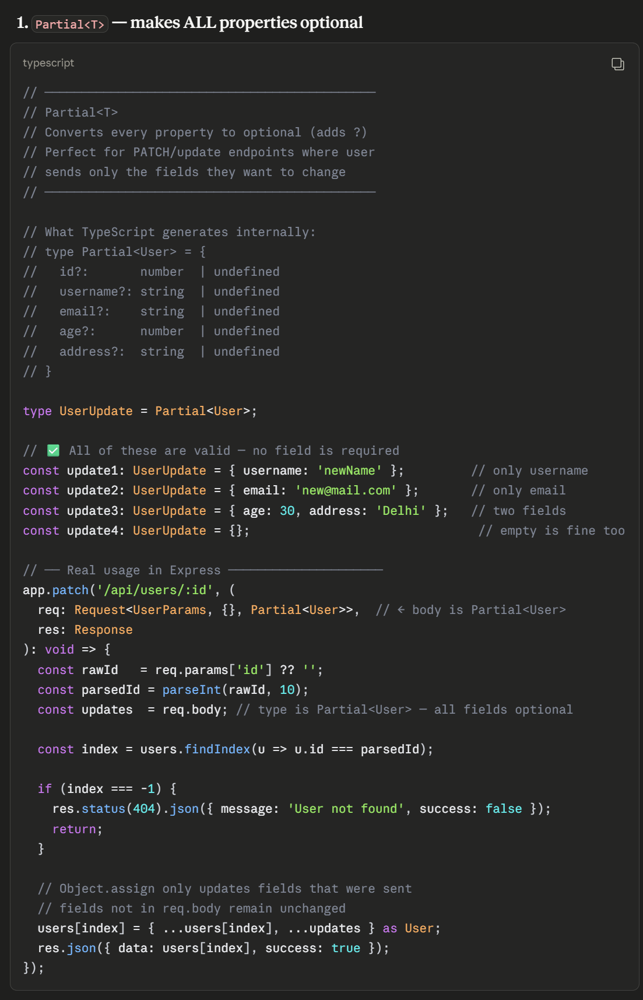 1. Partial<T> — makes ALL properties optional
typescript
// ─────────────────────────────────────────────
// Partial<T>
// Converts every property to optional (adds ?)
// Perfect for PATCH/update endpoints where user
// sends only the fields they want to change
// ─────────────────────────────────────────────
// What TypeScript generates internally:
// type Partial<User> = {
//   id?:       number  | undefined
//   username?: string  | undefined
//   email?:    string  | undefined
//   age?:      number  | undefined
//   address?:  string  | undefined
// }
type UserUpdate = Partial<User>;
// ✅ All of these are valid — no field is required
const update1: UserUpdate = { username: 'newName' };         // only username
const update2: UserUpdate = { email: 'new@mail.com' };       // only email
const update3: UserUpdate = { age: 30, address: 'Delhi' };   // two fields
const update4: UserUpdate = {};                               // empty is fine too
// ── Real usage in Express ─────────────────────
app.patch('/api/users/:id', (
  req: Request<UserParams, {}, Partial<User>>,  // ← body is Partial<User>
  res: Response
): void => {
  const rawId   = req.params['id'] ?? '';
  const parsedId = parseInt(rawId, 10);
  const updates  = req.body; // type is Partial<User> — all fields optional
  const index = users.findIndex(u => u.id === parsedId);
  if (index === -1) {
    res.status(404).json({ message: 'User not found', success: false });
    return;
  }
  // Object.assign only updates fields that were sent
  // fields not in req.body remain unchanged
  users[index] = { ...users[index], ...updates } as User;
  res.json({ data: users[index], success: true });
});